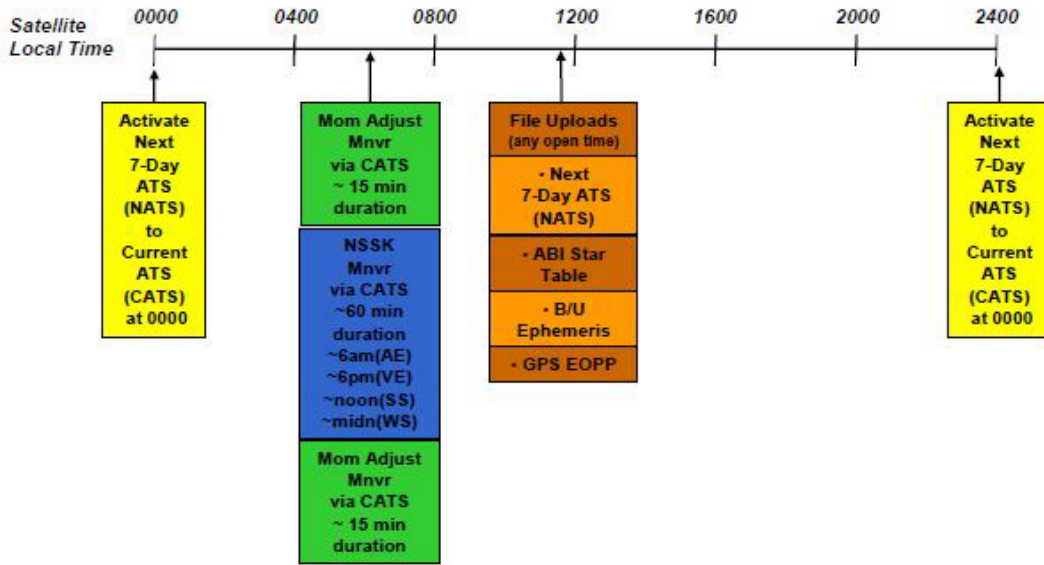 Satellite
Local Time
0000
0400
0800
1200
1600
2000
2400
Activate
Next
7-Day
ATS
(NATS)
to
Current
ATS
(CATS)
at 0000
Mom Adjust
Mnvr
via CATS
~ 15 min
duration
NSSK
Mnvr
via CATS
~60 min
duration
~6am(AE)
~6pm(VE)
~noon(SS)
~midn(WS)
Mom Adjust
Mnvr
via CATS
~ 15 min
duration
File Uploads
(any open time)
• Next
7-Day ATS
(NATS)
• ABI Star
Table
• B/U
Ephemeris
• GPS EOPP
Activate
Next
7-Day
ATS
(NATS)
to
Current
ATS
(CATS)
at 0000